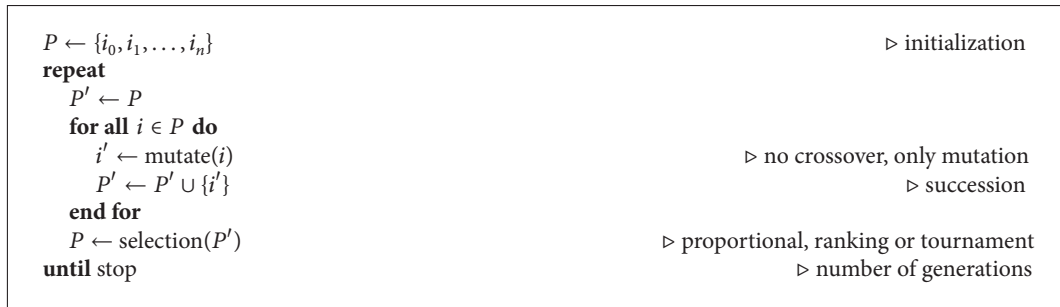 P ← {i₀, i₁, . . . , iₙ} ▷ initialization
repeat
P′ ← P
for all i ∈ P do
i′ ← mutate(i) ▷ no crossover, only mutation
P′ ← P′ ∪ {i′} ▷ succession
end for
P ← selection(P′) ▷ proportional, ranking or tournament
until stop ▷ number of generations